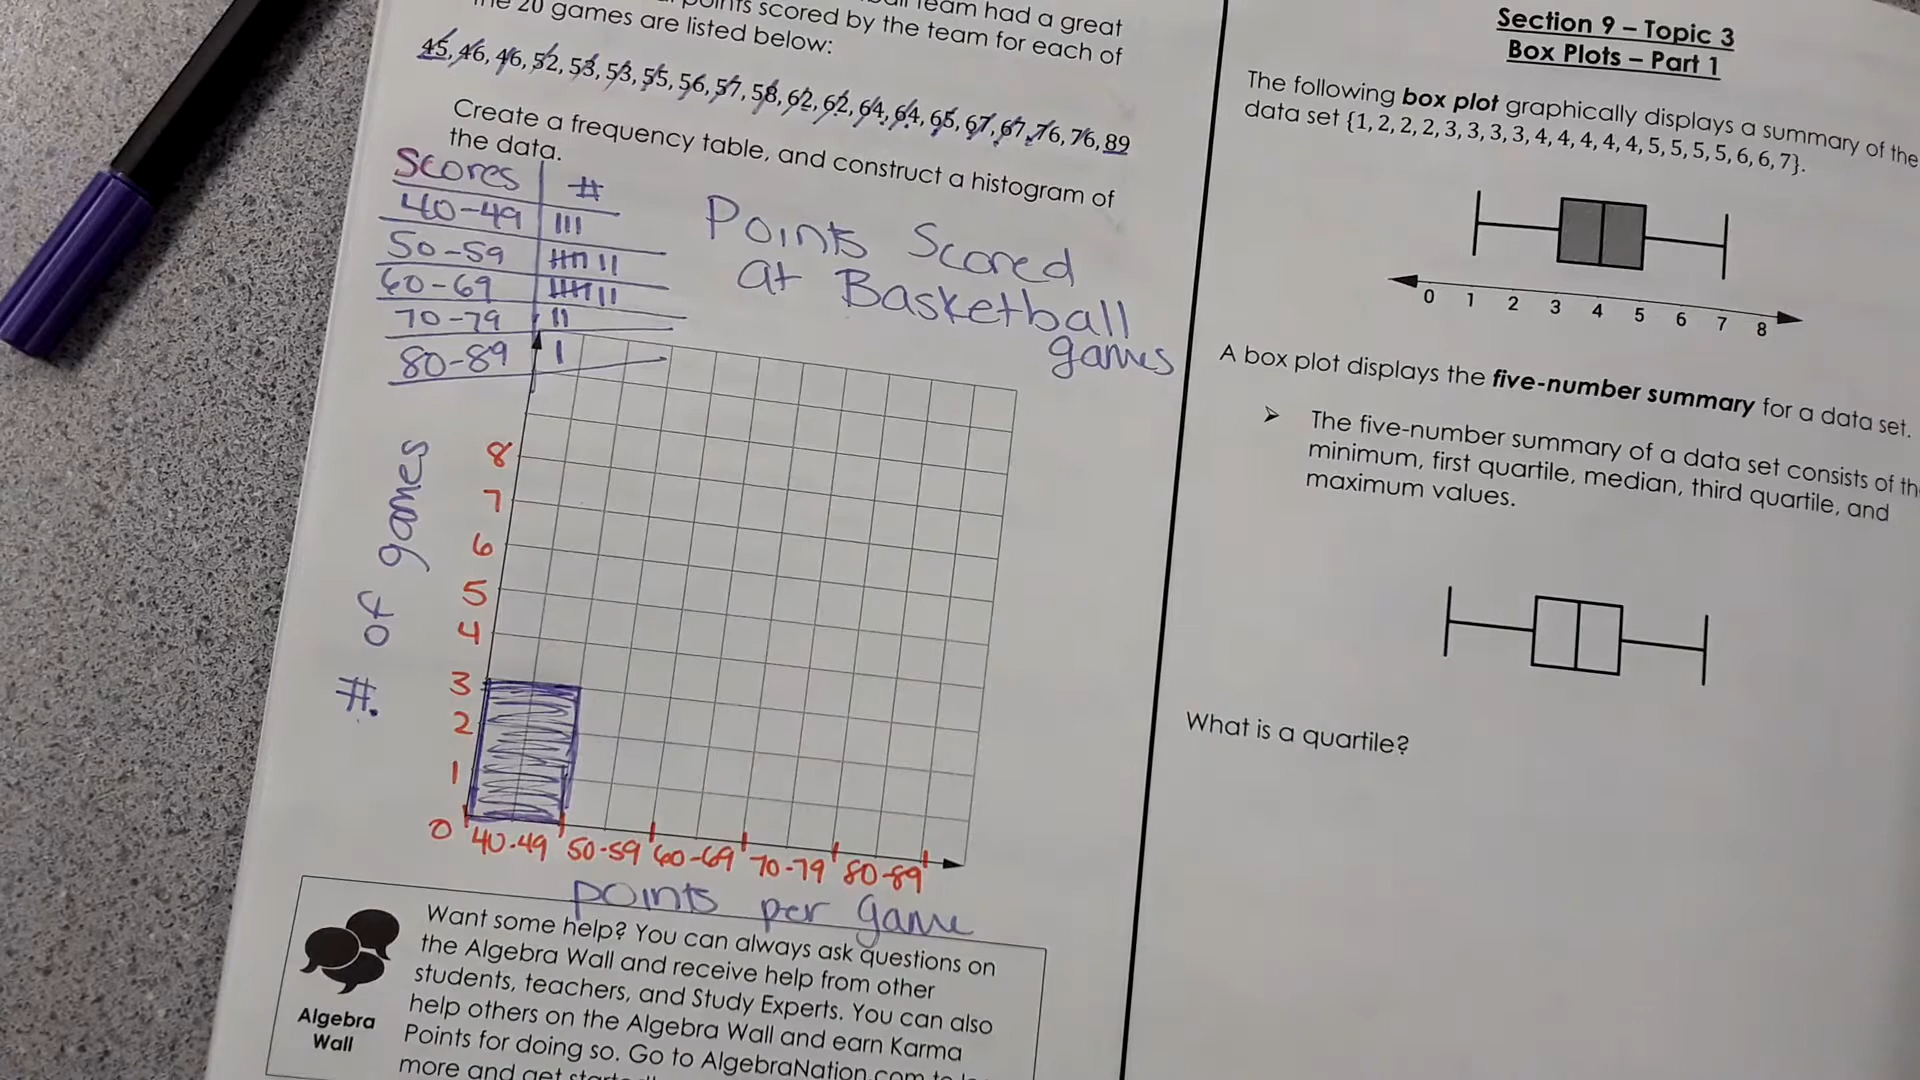 team had a great
points scored by the team for each of
20 games are listed below:
45, 46, 46, 52, 53, 53, 55, 56, 57, 58, 62, 62, 64, 64, 65, 67, 67, 76, 76, 89
Create a frequency table, and construct a histogram of
the data.
Scores #
40-49 |||
50-59 |||| ||
60-69 |||| ||
70-79 ||
80-89 |
Points Scored
at Basketball
games
# of games
8
7
6
5
4
3
2
1
0
40-49 50-59 60-69 70-79 80-89
points per game
Want some help? You can always ask questions on
the Algebra Wall and receive help from other
students, teachers, and Study Experts. You can also
help others on the Algebra Wall and earn Karma
Points for doing so. Go to AlgebraNation.com to
more and get
Algebra
Wall
Section 9 – Topic 3
Box Plots – Part 1
The following box plot graphically displays a summary of the
data set {1, 2, 2, 2, 3, 3, 3, 3, 4, 4, 4, 4, 4, 5, 5, 5, 5, 6, 6, 7}.
0 1 2 3 4 5 6 7 8
A box plot displays the five-number summary for a data set.
➢ The five-number summary of a data set consists of
minimum, first quartile, median, third quartile, and
maximum values.
What is a quartile?